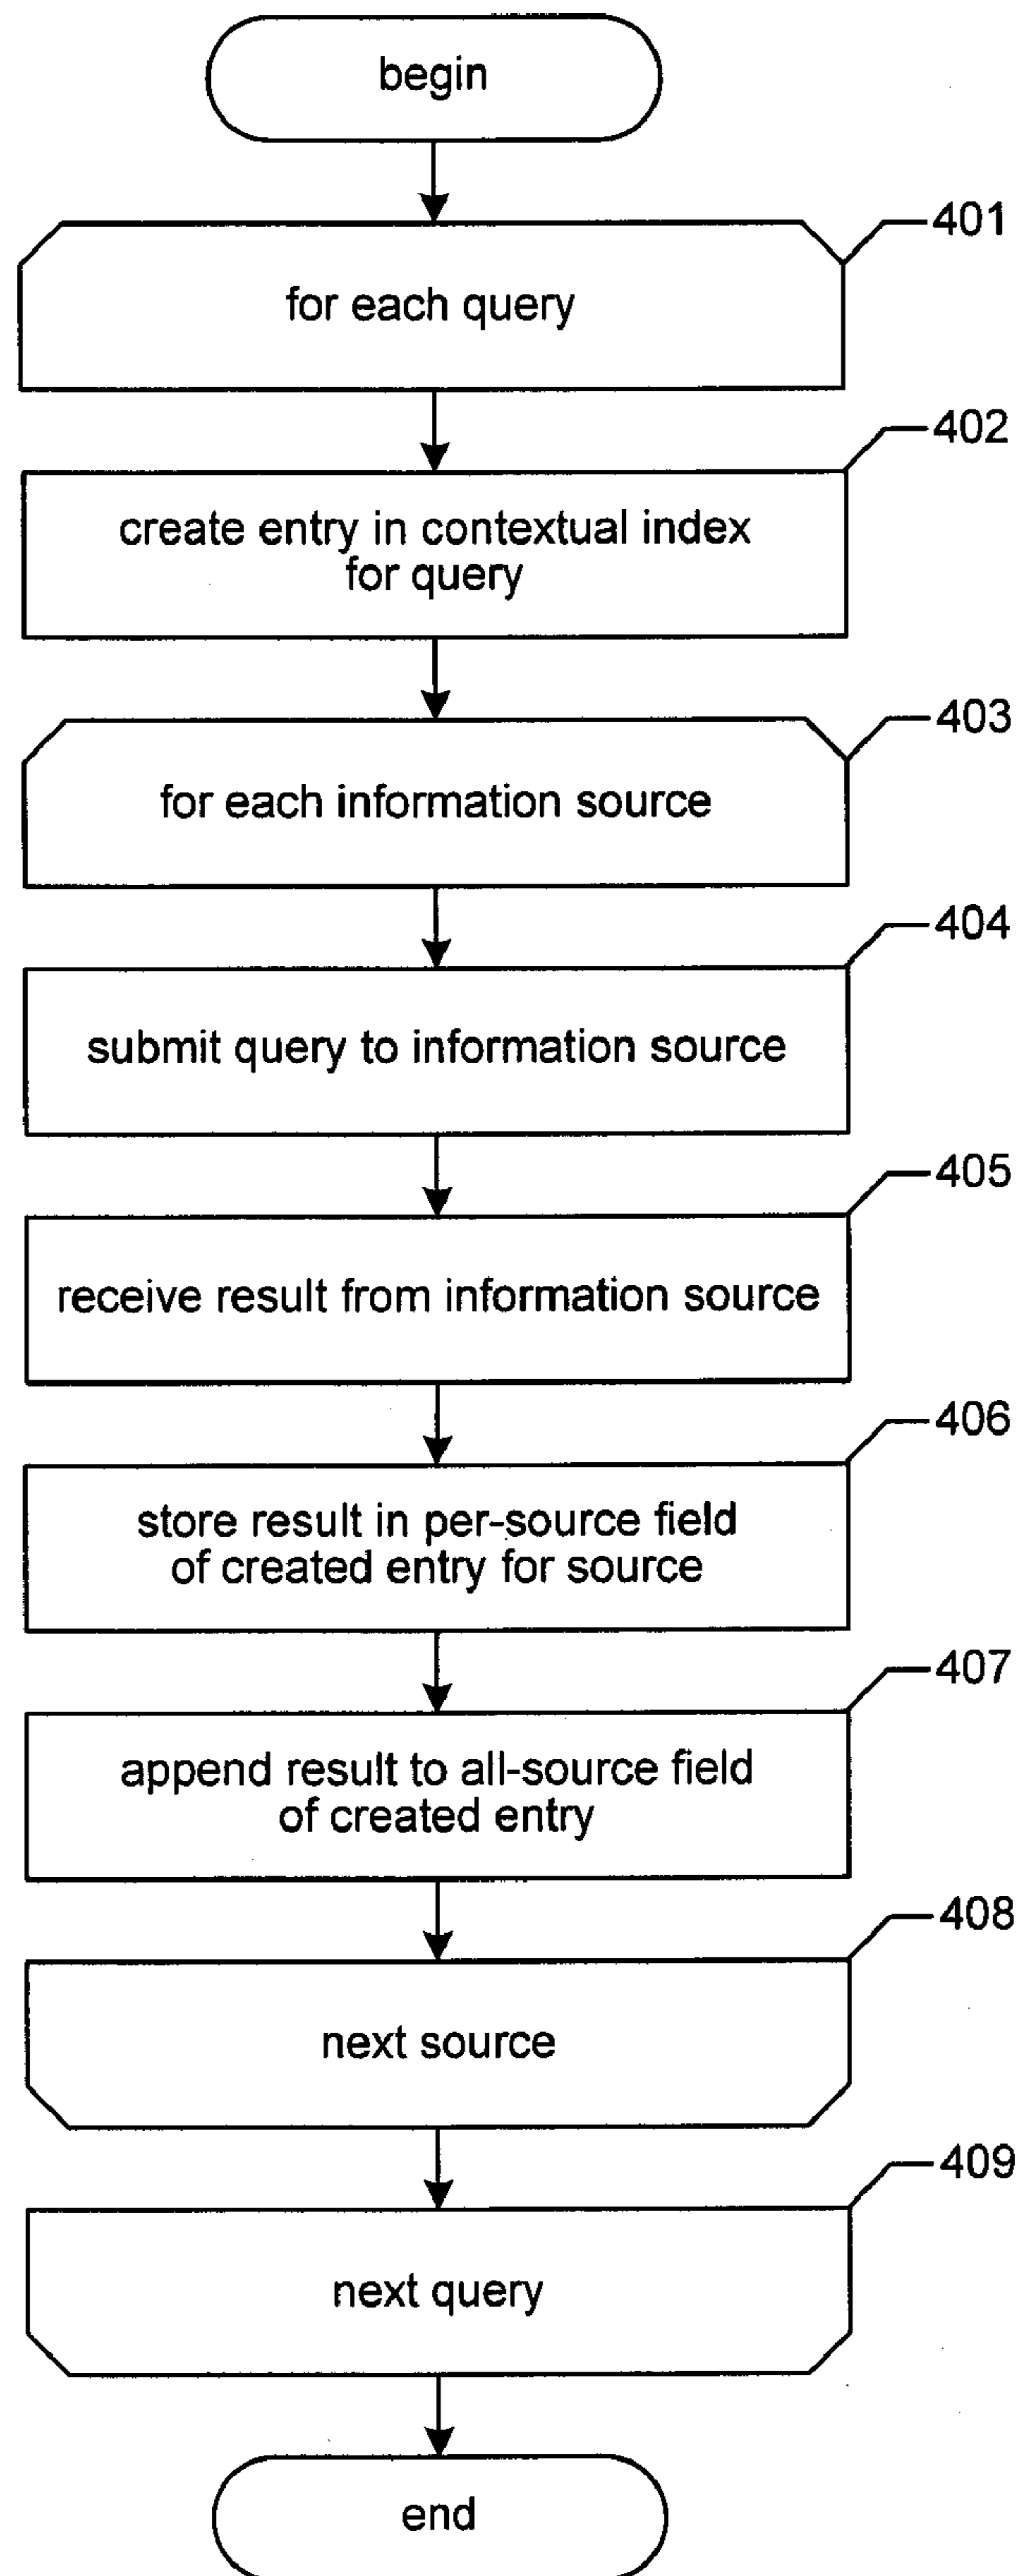 begin
401
for each query
402
create entry in contextual index
for query
403
for each information source
404
submit query to information source
405
receive result from information source
406
store result in per-source field
of created entry for source
407
append result to all-source field
of created entry
408
next source
409
next query
end